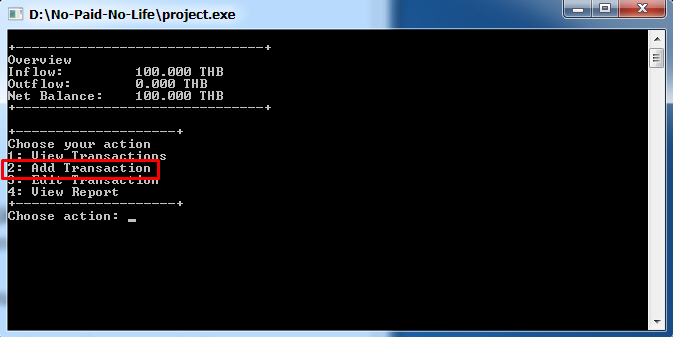 D:\No-Paid-No-Life\project.exe
+-------------------------------+
Overview
Inflow:         100.000 THB
Outflow:        0.000 THB
Net Balance:    100.000 THB
+-------------------------------+
+--------------------+
Choose your action
1: View Transactions
2: Add Transaction
3: Edit Transaction
4: View Report
+--------------------+
Choose action: _